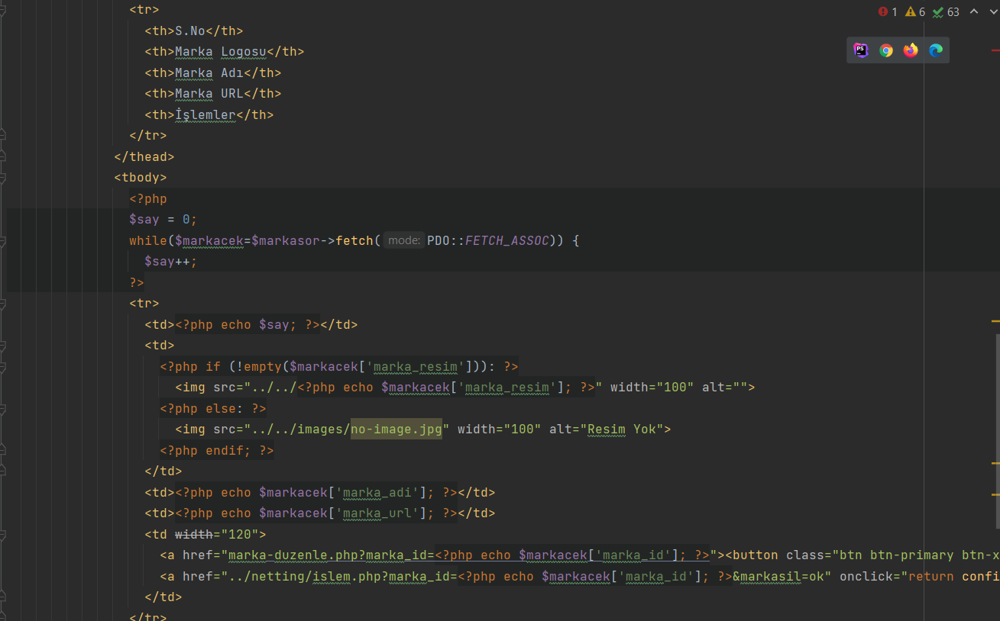 <tr>
1 6 63
<th>S.No</th>
<th>Marka Logosu</th>
PS
<th>Marka Adı</th>
<th>Marka URL</th>
<th>İşlemler</th>
</tr>
</thead>
<tbody>
<?php
$say = 0;
while($markacek=$markasor->fetch( mode: PDO::FETCH_ASSOC)) {
$say++;
?>
<tr>
<td><?php echo $say; ?></td>
<td>
<?php if (!empty($markacek['marka_resim'])): ?>
<img src="../../<?php echo $markacek['marka_resim']; ?>" width="100" alt="">
<?php else: ?>
<img src="../../images/no-image.jpg" width="100" alt="Resim Yok">
<?php endif; ?>
</td>
<td><?php echo $markacek['marka_adi']; ?></td>
<td><?php echo $markacek['marka_url']; ?></td>
<td width="120">
<a href="marka-duzenle.php?marka_id=<?php echo $markacek['marka_id']; ?>"><button class="btn btn-primary btn-x
<a href="../netting/islem.php?marka_id=<?php echo $markacek['marka_id']; ?>&markasil=ok" onclick="return confi
</td>
</tr>